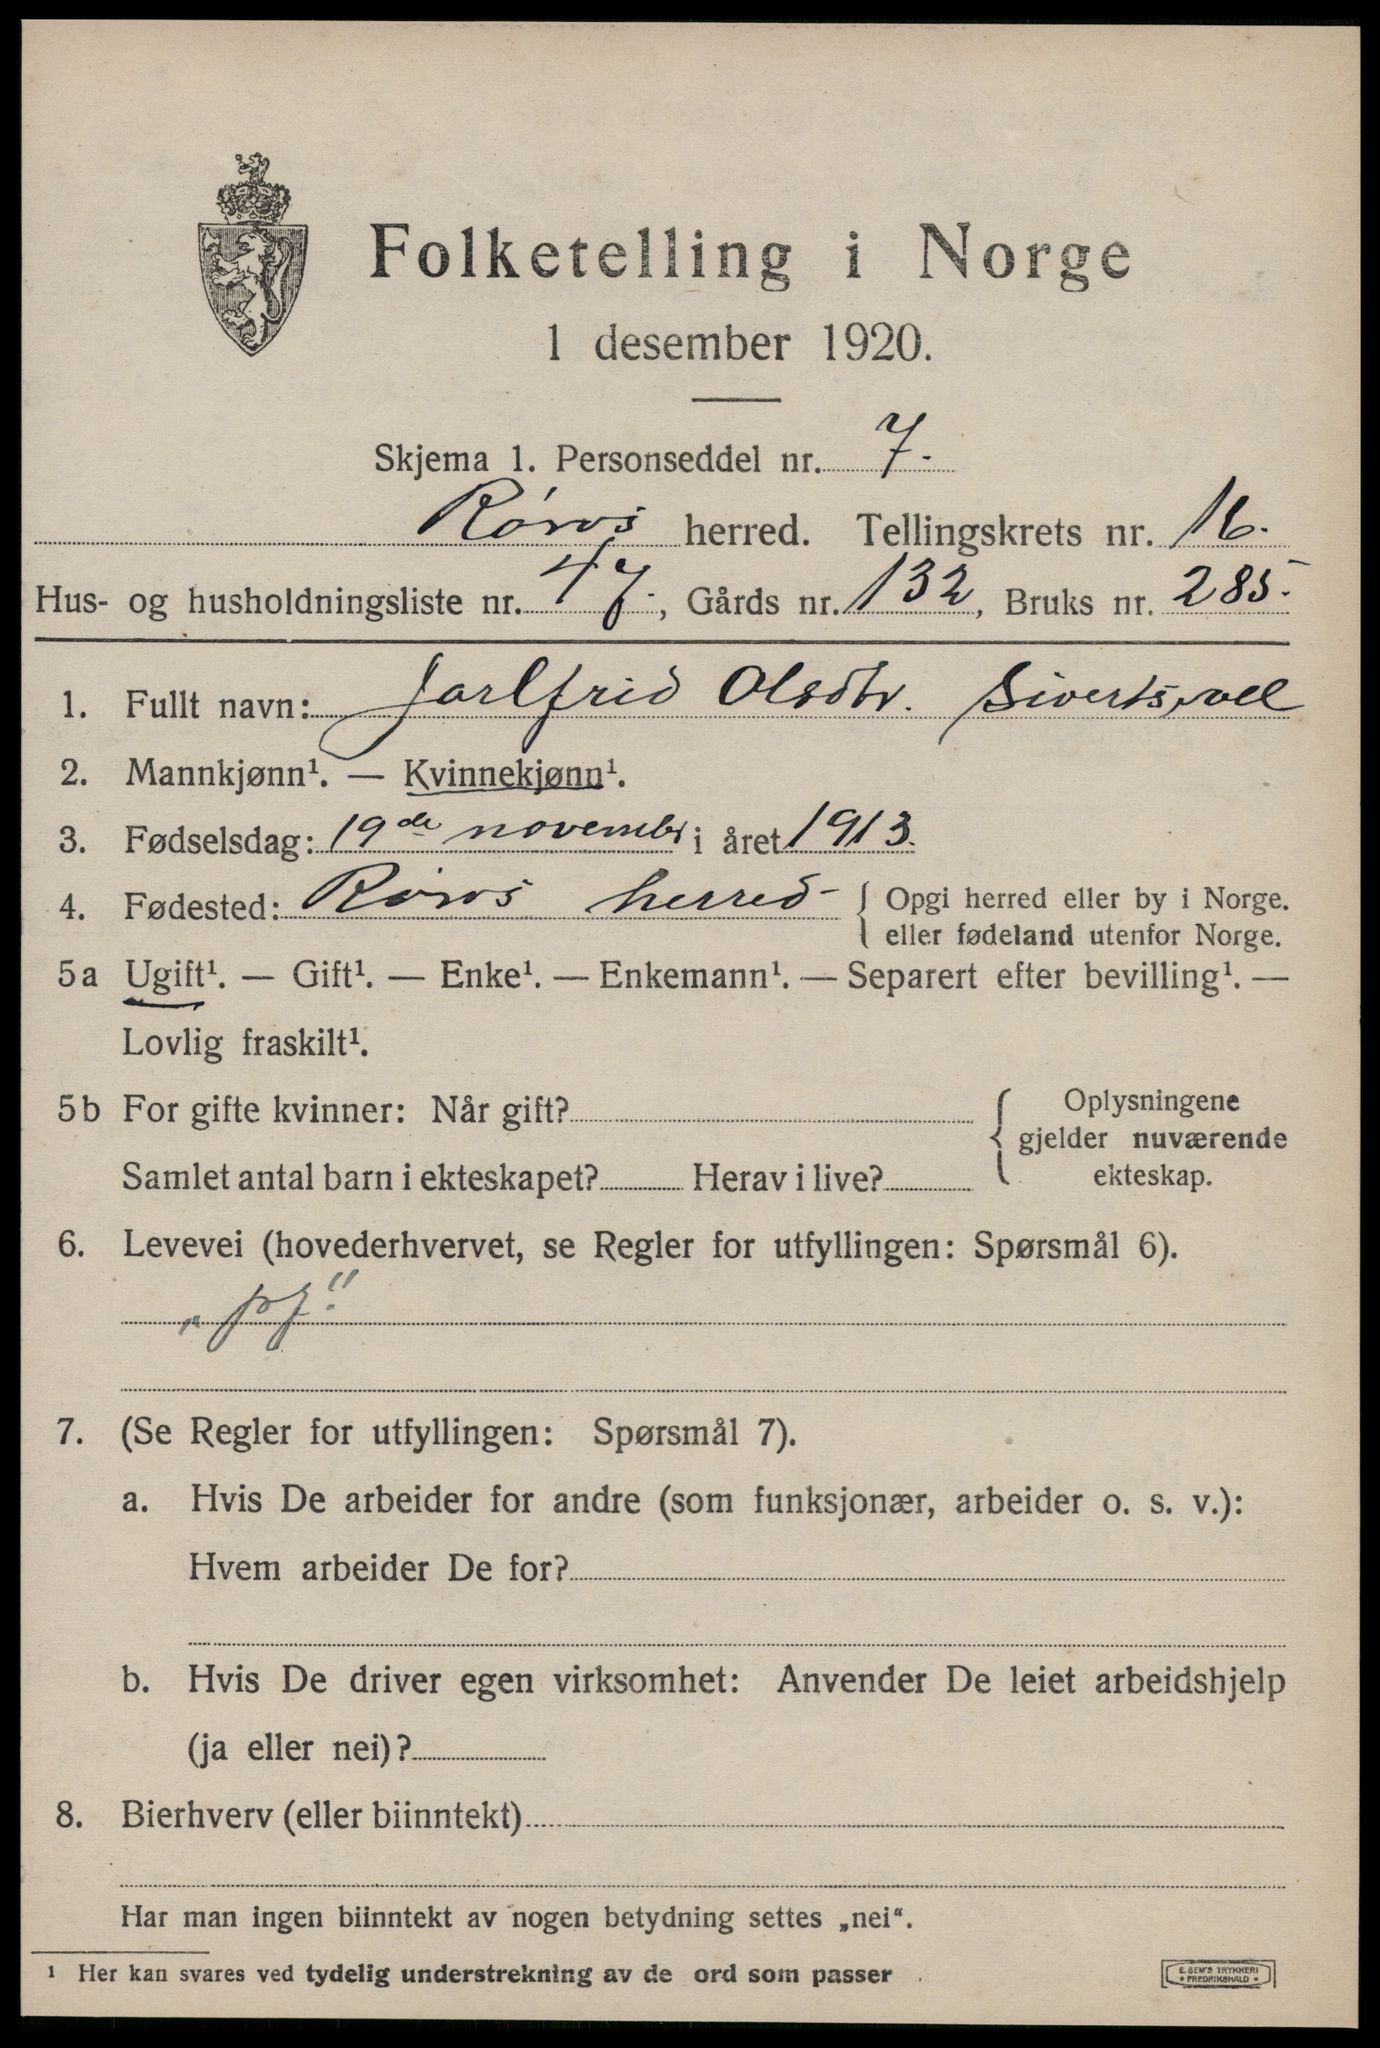 Folketelling i Norge
1 desember 1920.
Skjema 1. Personseddel nr. 7.
Røros herred. Tellingskrets nr. 16.
Hus- og husholdningsliste nr. 47., Gårds nr. 132, Bruks nr. 285.
1. Fullt navn: Jarlfrid Olsdtr. Sivertsvoll
2. Mannkjønn¹. — Kvinnekjønn¹.
3. Fødselsdag: 19de novembr i året 1913.
4. Fødested: Røros herred { Opgi herred eller by i Norge.
eller fødeland utenfor Norge.
5a Ugift¹. — Gift¹. — Enke¹. — Enkemann¹. — Separert efter bevilling¹. —
Lovlig fraskilt¹.
5b For gifte kvinner: Når gift? { Oplysningene
gjelder nuværende
Samlet antal barn i ekteskapet? Herav i live? ekteskap.
6. Levevei (hovederhvervet, se Regler for utfyllingen: Spørsmål 6).
7. (Se Regler for utfyllingen: Spørsmål 7).
a. Hvis De arbeider for andre (som funksjonær, arbeider o. s. v.):
Hvem arbeider De for?
b. Hvis De driver egen virksomhet: Anvender De leiet arbeidshjelp
(ja eller nei)?
8. Bierhverv (eller biinntekt)
Har man ingen biinntekt av nogen betydning settes „nei“.
¹ Her kan svares ved tydelig understrekning av de ord som passer
E. SEM'S TRYKKERI
* FREDRIKSHALD *